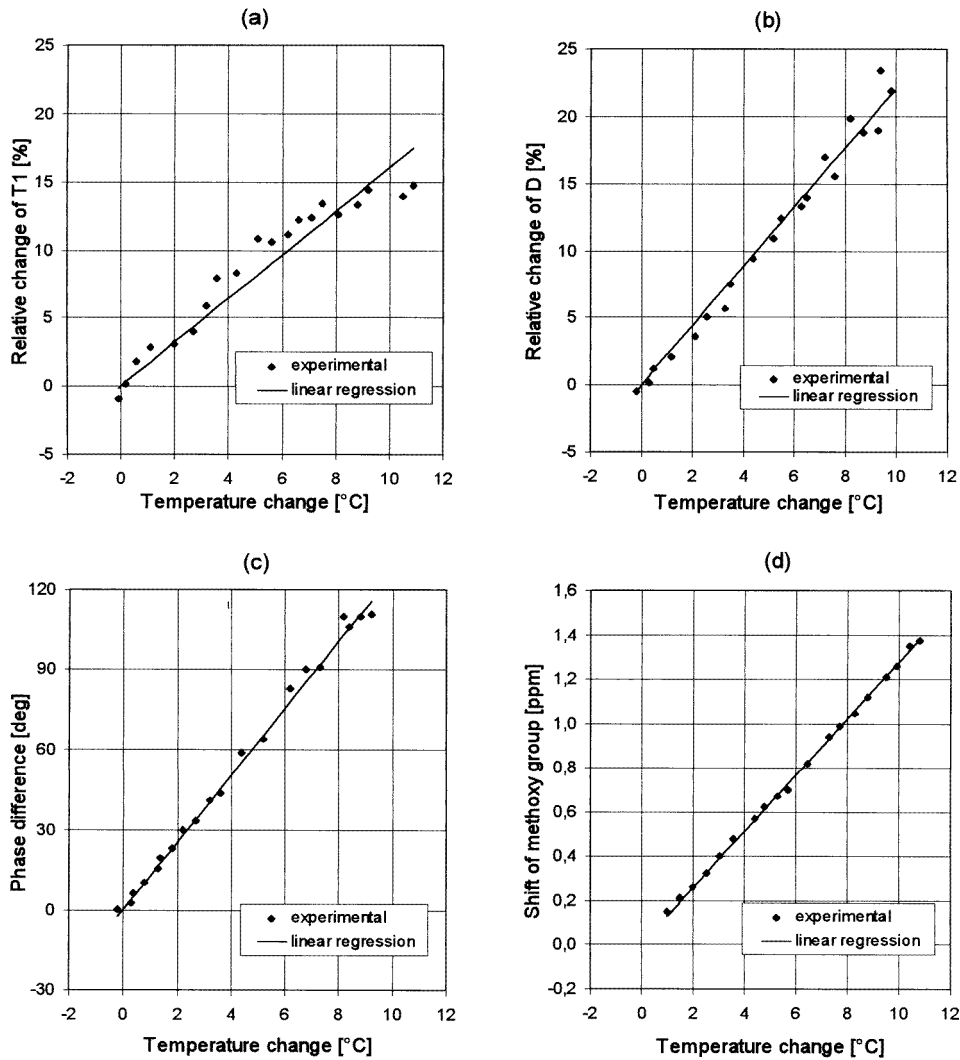 (a)
25
20
15
10
5
0
-5
Relative change of T1 [%]
experimental
linear regression
-2 0 2 4 6 8 10 12
Temperature change [°C]
(b)
25
20
15
10
5
0
-5
Relative change of D [%]
experimental
linear regression
-2 0 2 4 6 8 10 12
Temperature change [°C]
(c)
120
90
60
30
0
-30
Phase difference [deg]
experimental
linear regression
-2 0 2 4 6 8 10 12
Temperature change [°C]
(d)
1,6
1,4
1,2
1,0
0,8
0,6
0,4
0,2
0,0
-0,2
Shift of methoxy group [ppm]
experimental
linear regression
-2 0 2 4 6 8 10 12
Temperature change [°C]